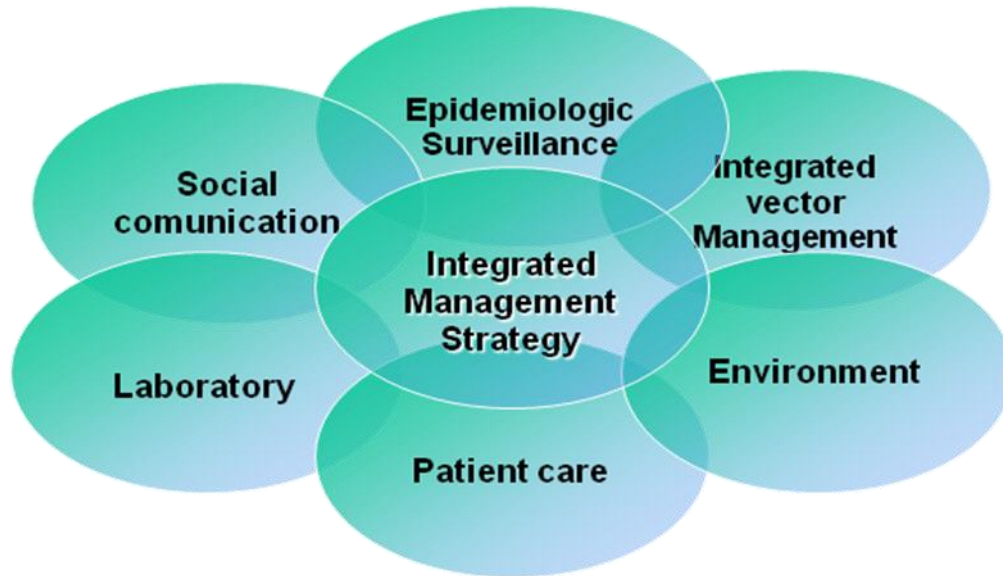 Epidemiologic
Surveillance
Social
comunication
Integrated
vector
Management
Integrated
Management
Strategy
Laboratory
Environment
Patient care